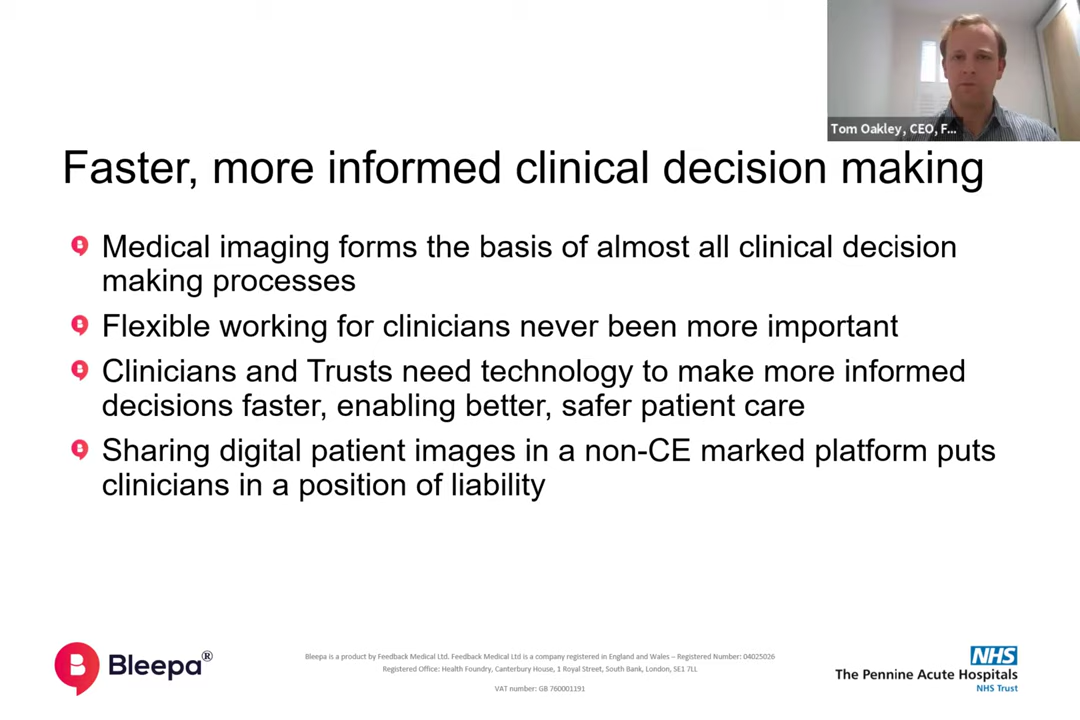 Tom Oakley, CEO, F...
Faster, more informed clinical decision making
Medical imaging forms the basis of almost all clinical decision
making processes
Flexible working for clinicians never been more important
Clinicians and Trusts need technology to make more informed
decisions faster, enabling better, safer patient care
Sharing digital patient images in a non-CE marked platform puts
clinicians in a position of liability
B Bleepa®
Bleepa is a product by Feedback Medical Ltd. Feedback Medical Ltd is a company registered in England and Wales – Registered Number: 04025026
Registered Office: Health Foundry, Canterbury House, 1 Royal Street, South Bank, London, SE1 7LL
VAT number: GB 760001191
NHS
The Pennine Acute Hospitals
NHS Trust